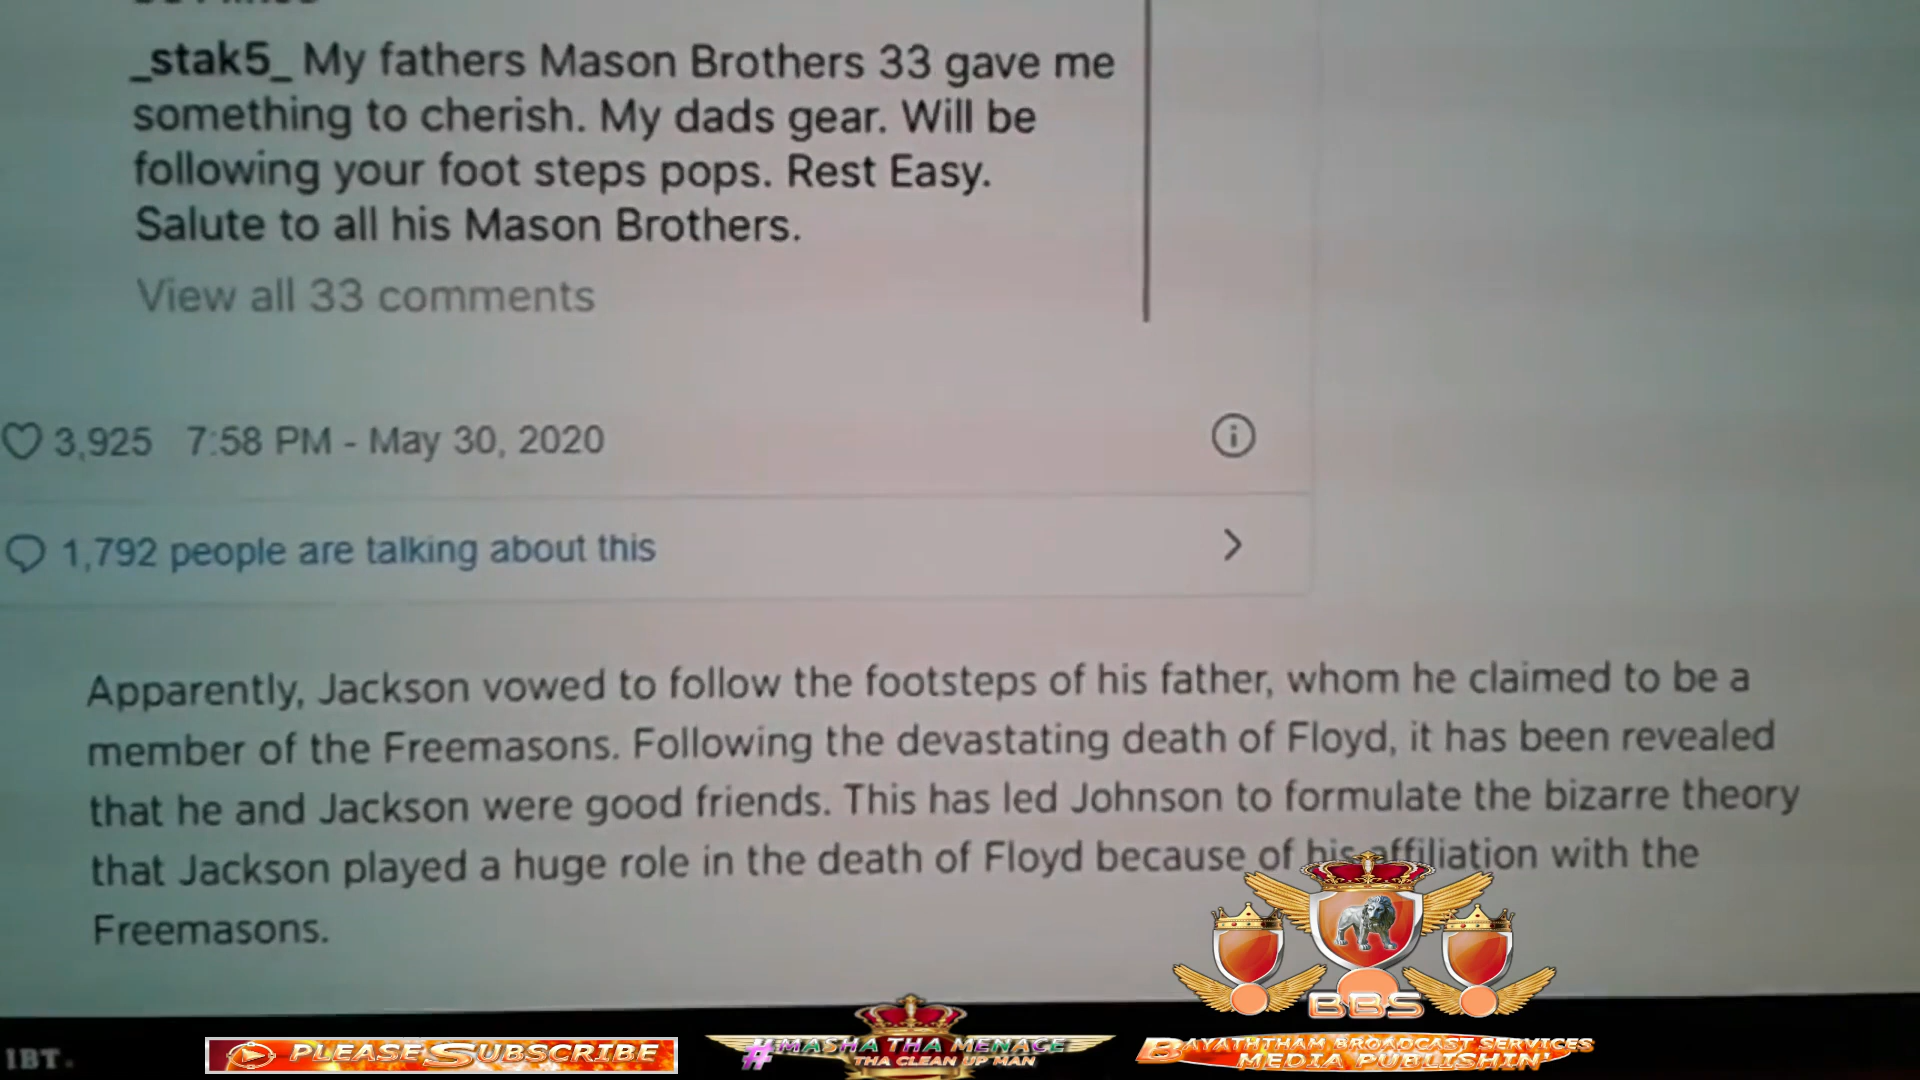 _stak5_ My fathers Mason Brothers 33 gave me
something to cherish. My dads gear. Will be
following your foot steps pops. Rest Easy.
Salute to all his Mason Brothers.
View all 33 comments
3,925 7:58 PM - May 30, 2020
1,792 people are talking about this
Apparently, Jackson vowed to follow the footsteps of his father, whom he claimed to be a
member of the Freemasons. Following the devastating death of Floyd, it has been revealed
that he and Jackson were good friends. This has led Johnson to formulate the bizarre theory
that Jackson played a huge role in the death of Floyd because of his affiliation with the
Freemasons.
BBS
IBT.
PLEASE SUBSCRIBE
#MASHA THA MENACE
THA CLEAN UP MAN
BAYATHTHAM BROADCAST SERVICES
MEDIA PUBLISHIN'